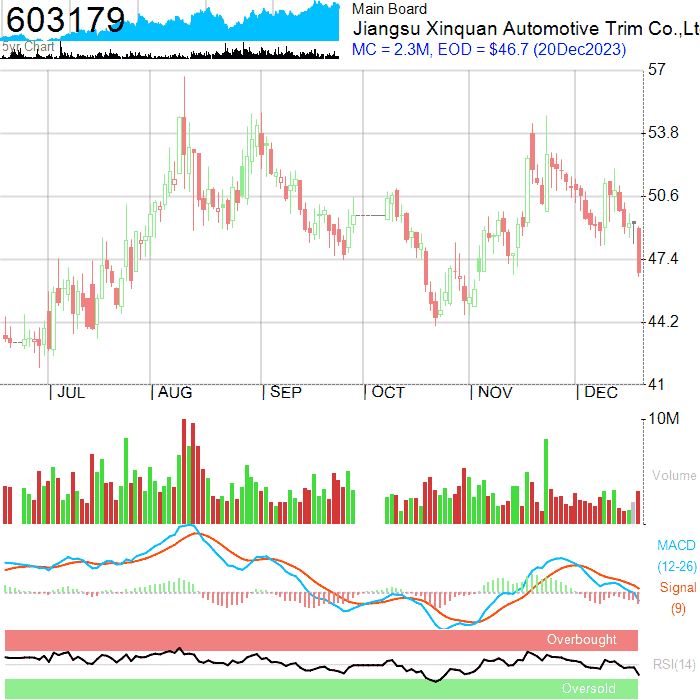 603179
5yr Chart
Main Board
Jiangsu Xinquan Automotive Trim Co.,Lt
MC = 2.3M, EOD = $46.7 (20Dec2023)
57
53.8
50.6
47.4
44.2
41
JUL AUG SEP OCT NOV DEC
10M
Volume
MACD
(12-26)
Signal
(9)
Overbought
RSI(14)
Oversold